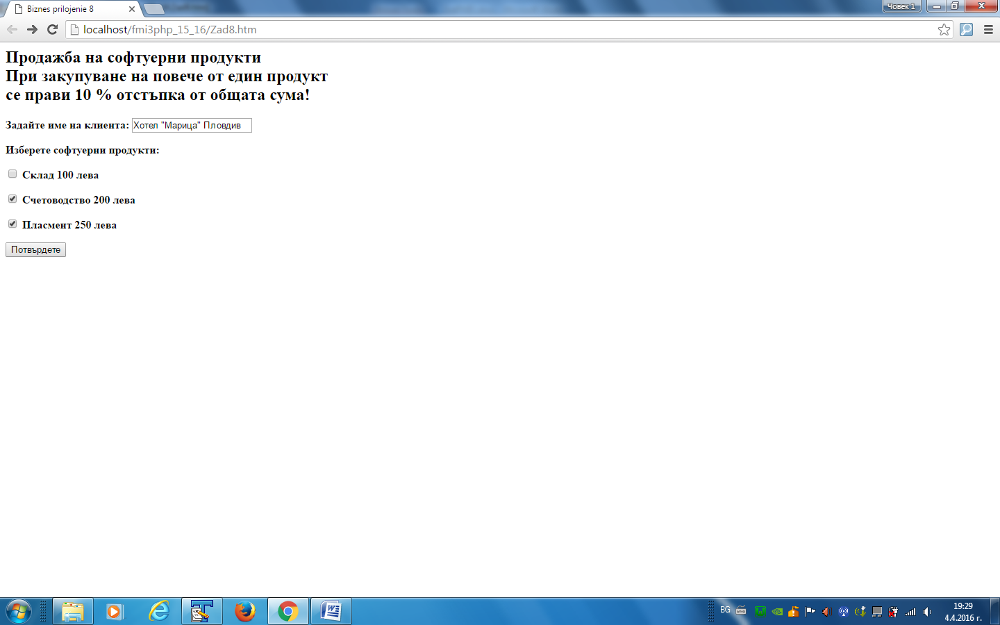 Biznes prilojenie 8
Човек 1
localhost/fmi3php_15_16/Zad8.htm
Продажба на софтуерни продукти
При закупуване на повече от един продукт
се прави 10 % отстъпка от общата сума!
Задайте име на клиента: Хотел "Марица" Пловдив
Изберете софтуерни продукти:
Склад 100 лева
Счетоводство 200 лева
Пласмент 250 лева
Потвърдете
BG
19:29
4.4.2016 г.